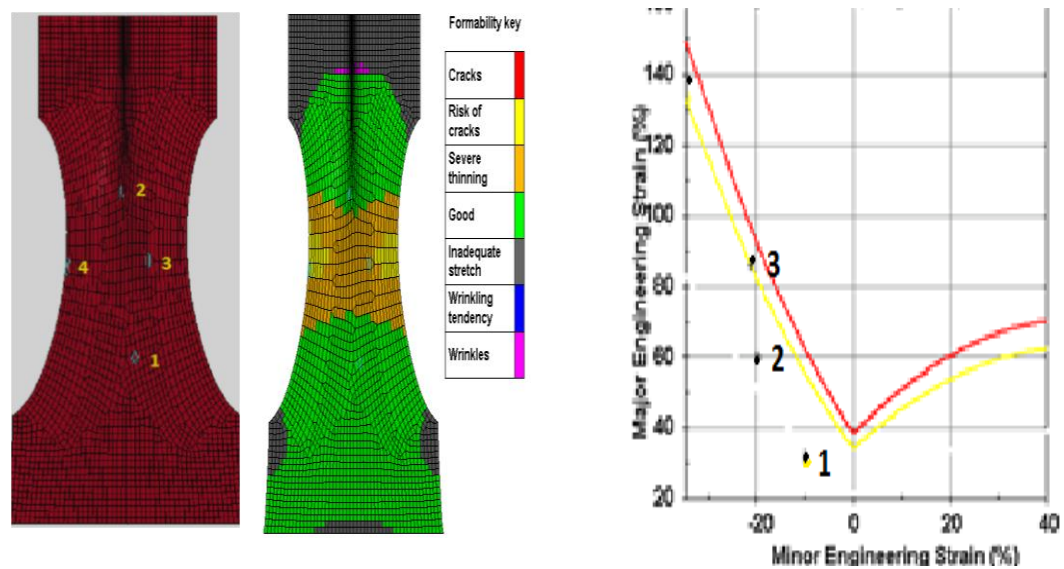 2
4
3
1
Formability key
Cracks
Risk of
cracks
Severe
thinning
Good
Inadequate
stretch
Wrinkling
tendency
Wrinkles
Major Engineering Strain (%)
140
120
100
80
60
40
20
3
2
1
-20
0
20
40
Minor Engineering Strain (%)